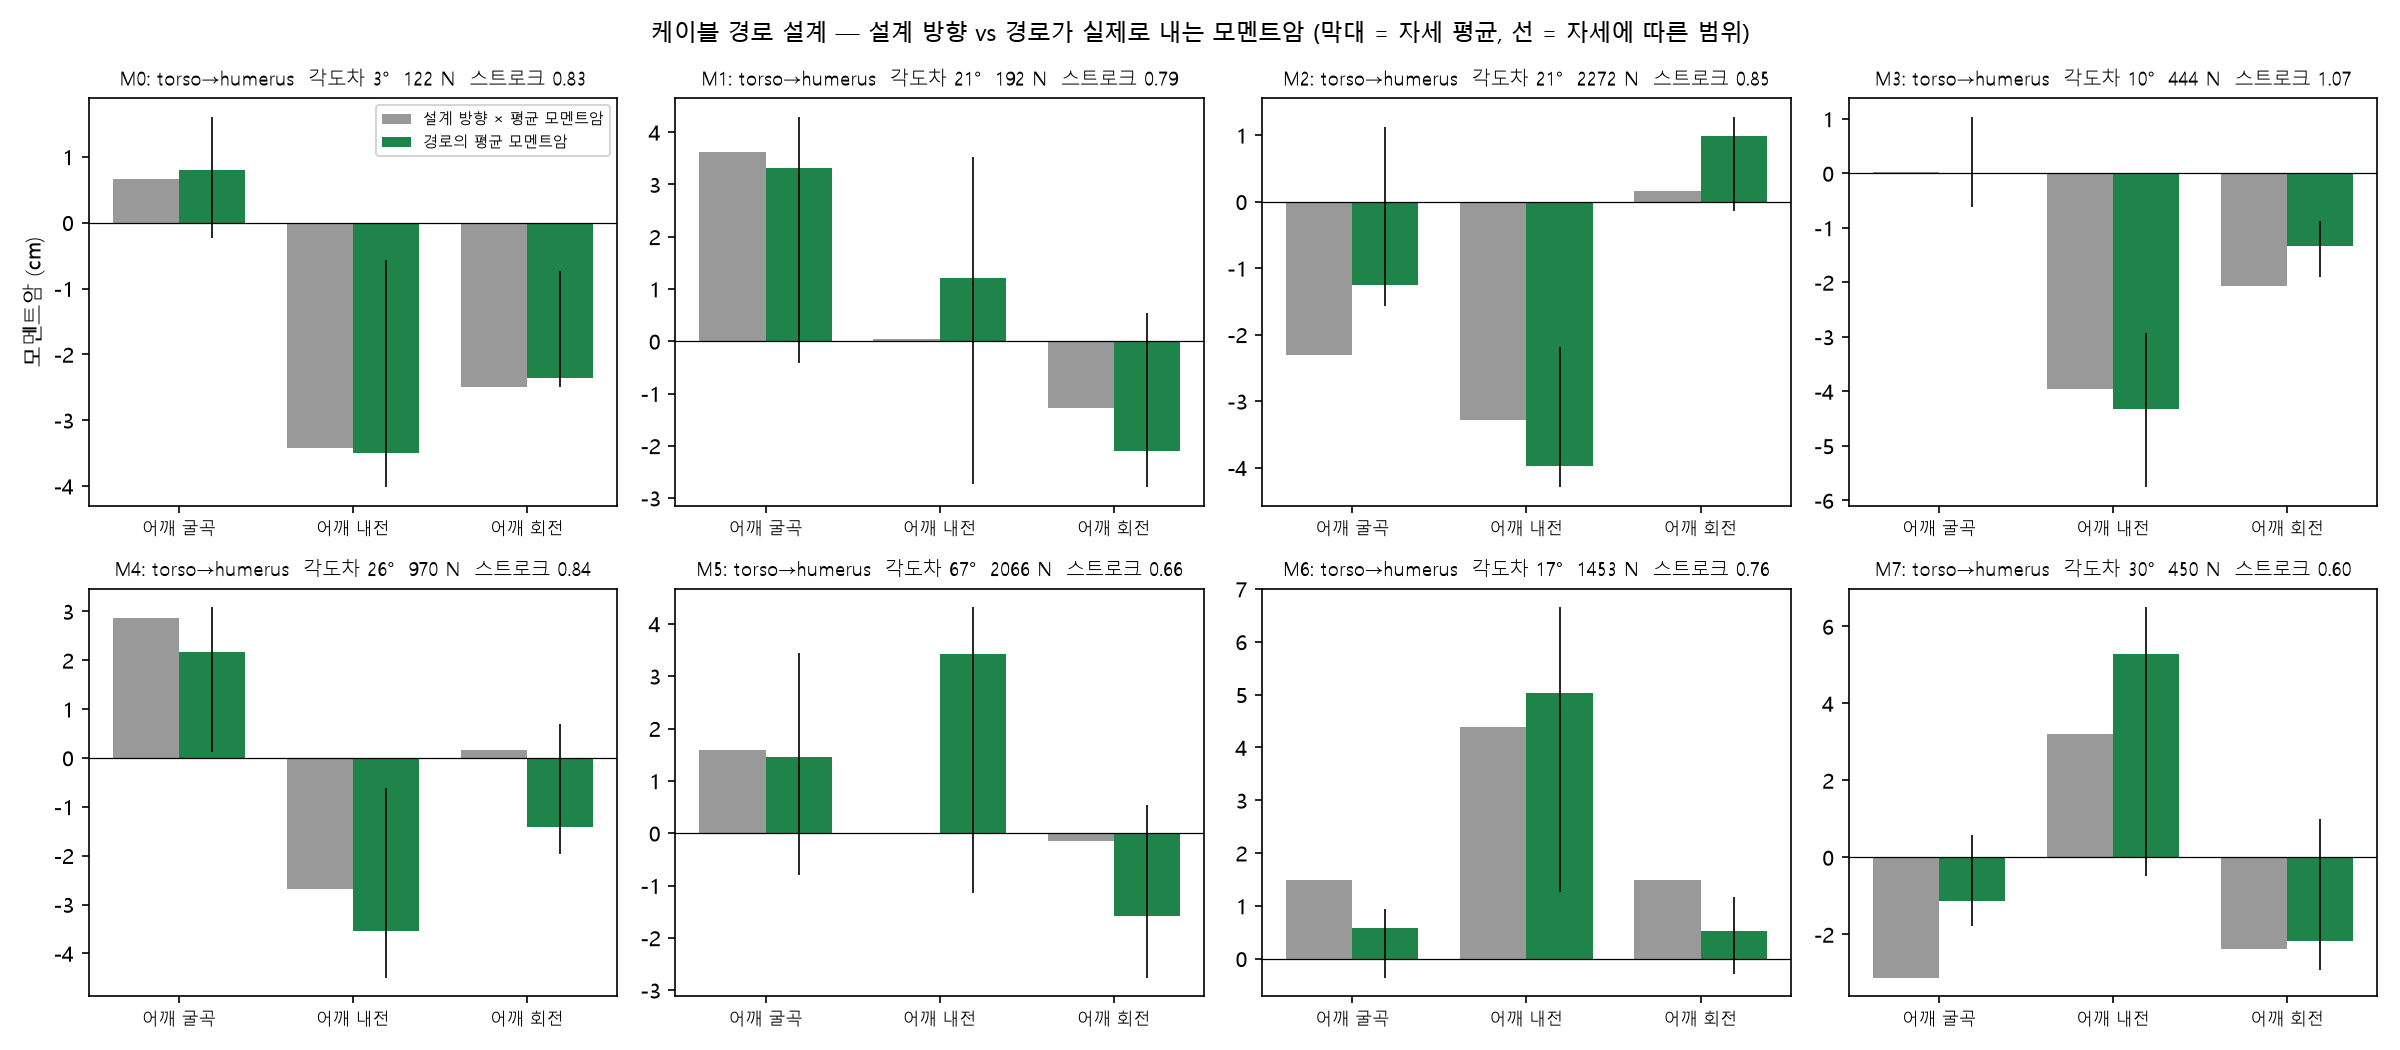 케이블 경로 설계 — 설계 방향 vs 경로가 실제로 내는 모멘트암 (막대 = 자세 평균, 선 = 자세에 따른 범위)
M0: torso→humerus 각도차 3° 122 N 스트로크 0.83
모멘트암 (cm)
1
0
-1
-2
-3
-4
설계 방향 × 평균 모멘트암
경로의 평균 모멘트암
어깨 굴곡
어깨 내전
어깨 회전
M1: torso→humerus 각도차 21° 192 N 스트로크 0.79
4
3
2
1
0
-1
-2
-3
어깨 굴곡
어깨 내전
어깨 회전
M2: torso→humerus 각도차 21° 2272 N 스트로크 0.85
1
0
-1
-2
-3
-4
어깨 굴곡
어깨 내전
어깨 회전
M3: torso→humerus 각도차 10° 444 N 스트로크 1.07
1
0
-1
-2
-3
-4
-5
-6
어깨 굴곡
어깨 내전
어깨 회전
M4: torso→humerus 각도차 26° 970 N 스트로크 0.84
3
2
1
0
-1
-2
-3
-4
어깨 굴곡
어깨 내전
어깨 회전
M5: torso→humerus 각도차 67° 2066 N 스트로크 0.66
4
3
2
1
0
-1
-2
-3
어깨 굴곡
어깨 내전
어깨 회전
M6: torso→humerus 각도차 17° 1453 N 스트로크 0.76
7
6
5
4
3
2
1
0
어깨 굴곡
어깨 내전
어깨 회전
M7: torso→humerus 각도차 30° 450 N 스트로크 0.60
6
4
2
0
-2
어깨 굴곡
어깨 내전
어깨 회전